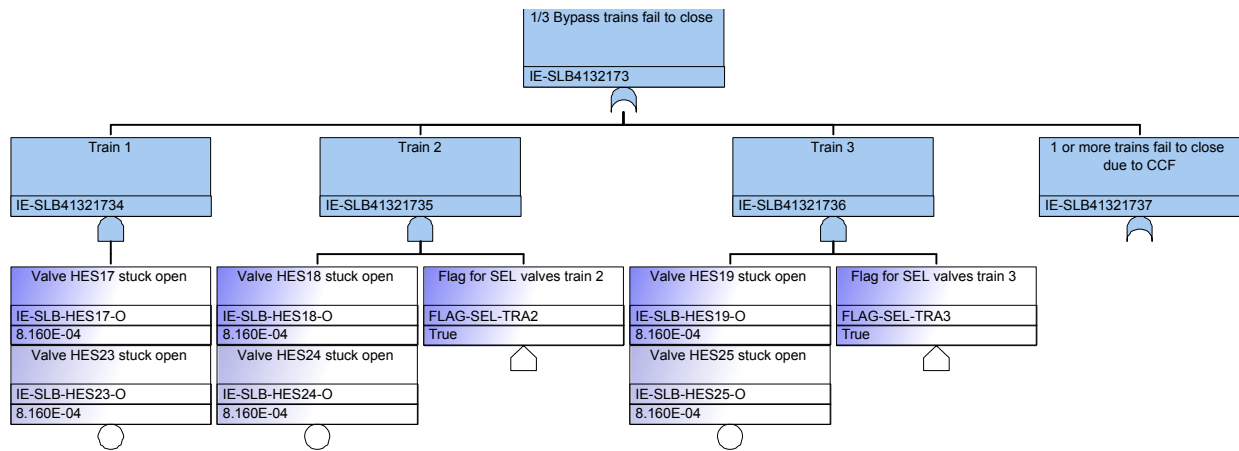 1/3 Bypass trains fail to close
IE-SLB4132173
Train 1
IE-SLB41321734
Train 2
IE-SLB41321735
Train 3
IE-SLB41321736
1 or more trains fail to close
due to CCF
IE-SLB41321737
Valve HES17 stuck open
IE-SLB-HES17-O
8.160E-04
Valve HES23 stuck open
IE-SLB-HES23-O
8.160E-04
Valve HES18 stuck open
IE-SLB-HES18-O
8.160E-04
Valve HES24 stuck open
IE-SLB-HES24-O
8.160E-04
Flag for SEL valves train 2
FLAG-SEL-TRA2
True
Valve HES19 stuck open
IE-SLB-HES19-O
8.160E-04
Valve HES25 stuck open
IE-SLB-HES25-O
8.160E-04
Flag for SEL valves train 3
FLAG-SEL-TRA3
True